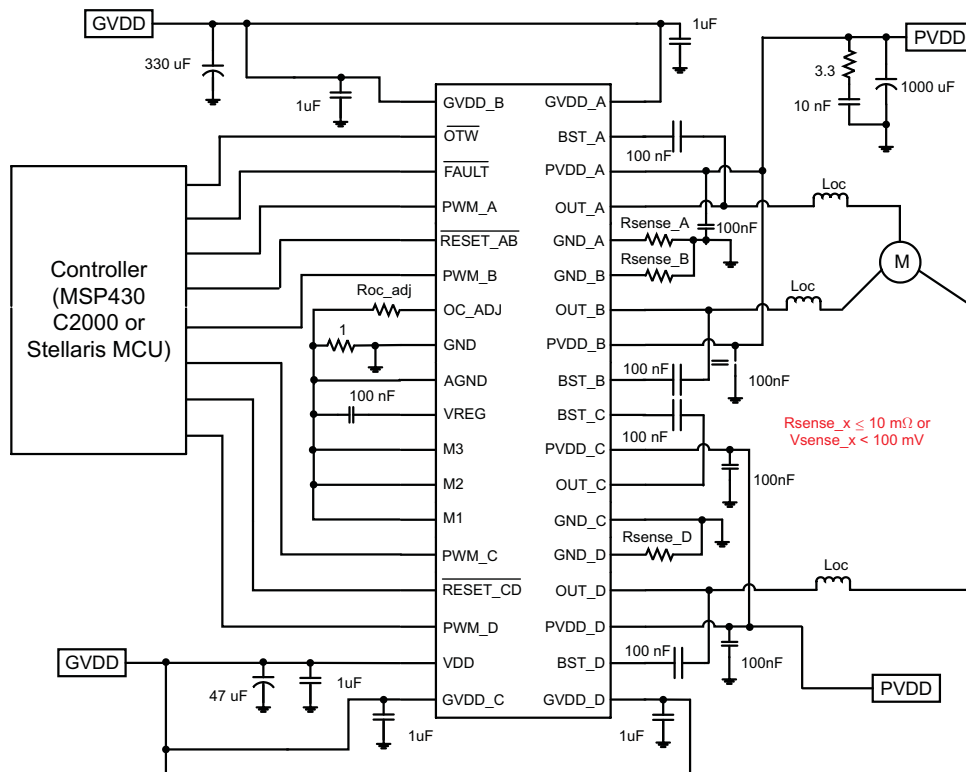 GVDD
1uF
PVDD
330 uF
3.3
1uF
10 nF
1000 uF
GVDD_B
GVDD_A
OTW
BST_A
100 nF
FAULT
PVDD_A
Loc
PWM_A
OUT_A
Rsense_A
100nF
RESET_AB
GND_A
Rsense_B
M
Controller
(MSP430
C2000 or
Stellaris MCU)
PWM_B
GND_B
Roc_adj
Loc
OC_ADJ
OUT_B
1
GND
PVDD_B
100 nF
100nF
AGND
BST_B
100 nF
VREG
BST_C
100 nF
Rsense_x ≤ 10 mΩ or
Vsense_x < 100 mV
M3
PVDD_C
100nF
M2
OUT_C
M1
GND_C
Rsense_D
PWM_C
GND_D
Loc
RESET_CD
OUT_D
PWM_D
PVDD_D
100 nF
100nF
GVDD
VDD
BST_D
47 uF
1uF
PVDD
GVDD_C
GVDD_D
1uF
1uF